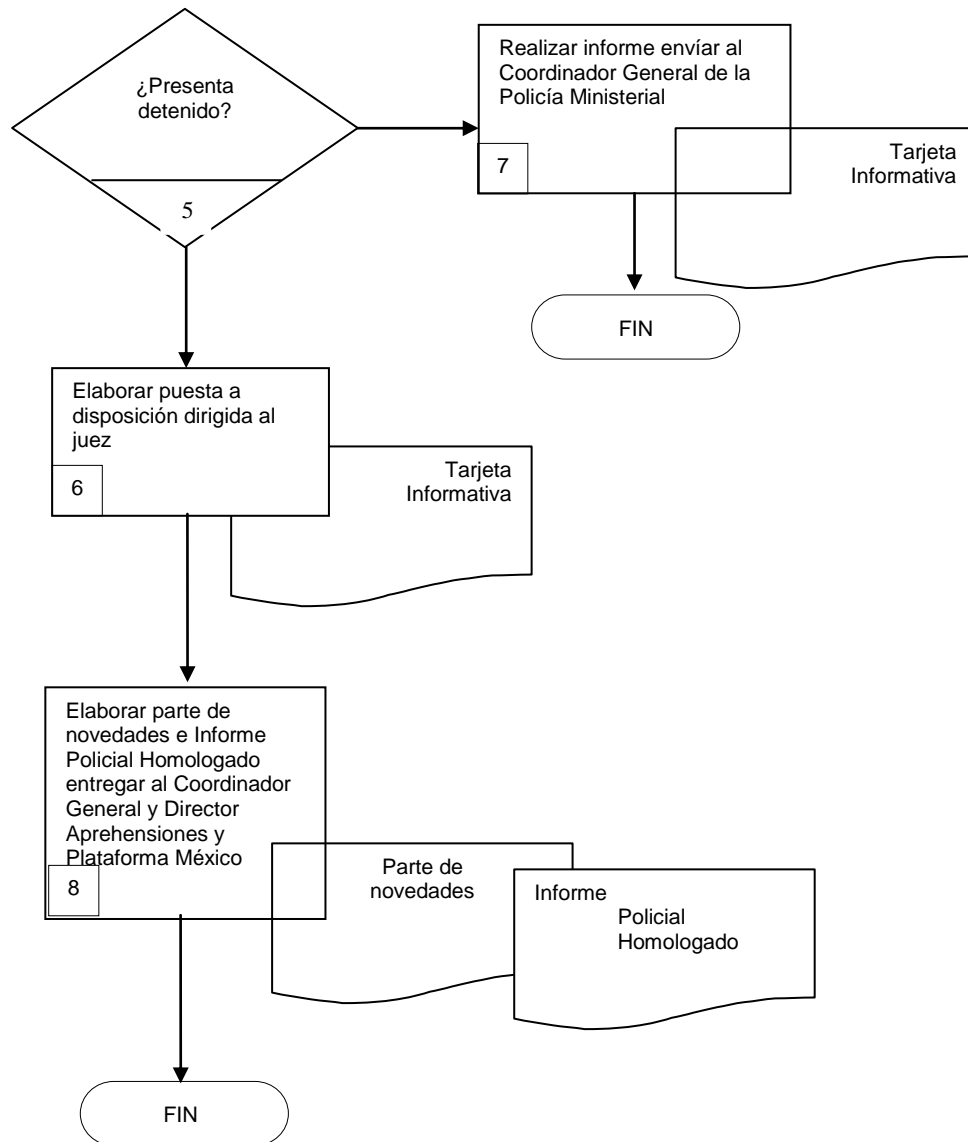 ¿Presenta
detenido?
5
Realizar informe envíar al
Coordinador General de la
Policía Ministerial
7
Tarjeta
Informativa
FIN
Elaborar puesta a
disposición dirigida al
juez
6
Tarjeta
Informativa
Elaborar parte de
novedades e Informe
Policial Homologado
entregar al Coordinador
General y Director
Aprehensiones y
Plataforma México
8
Parte de
novedades
Informe
Policial
Homologado
FIN